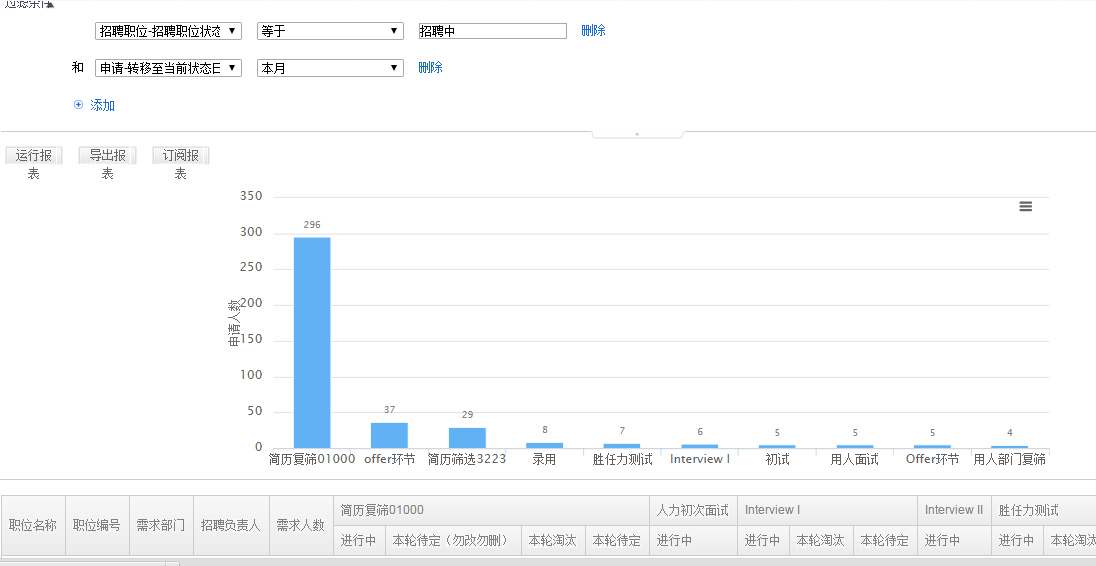 过滤条件
招聘职位-招聘职位状态 等于 招聘中 删除
和 申请-转移至当前状态日 本月 删除
添加
运行报表 导出报表 订阅报表
350
300
250
200
150
100
50
0
申请人数
296 37 29 8 7 6 5 5 5 4
简历复筛01000 offer环节 简历筛选3223 录用 胜任力测试 Interview I 初试 用人面试 Offer环节 用人部门复筛
职位名称 职位编号 需求部门 招聘负责人 需求人数
简历复筛01000 人力初次面试 Interview I Interview II 胜任力测试
进行中 本轮待定（勿改勿删） 本轮淘汰 本轮待定 进行中 进行中 本轮淘汰 本轮待定 进行中 进行中 本轮淘汰